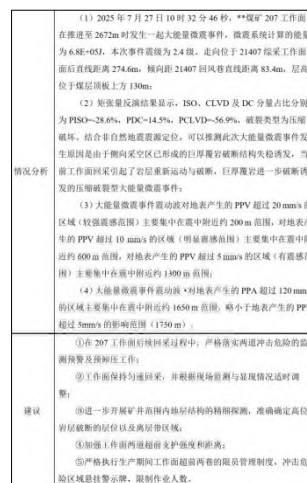 （1）2025 年 7 月 27 日 10 时 32 分 46 秒，**煤矿 207 工作面
在推进至 2672m 时发生一起大能量微震事件，微震系统计算的能量
为 6.8E+05J，本次事件震级为 2.4 级。走向位于 21407 综采工作面
面后直线距离 274.6m，倾向距 21407 回风巷直线距离 83.4m，层高
位于煤层顶板上方 130m；
（2）矩张量反演结果显示，ISO、CLVD 及 DC 分量占比分别
为 PISO=-28.6%，PDC=14.5%，PCLVD=-56.9%，破裂类型为压缩
破坏。结合非自然地震震源定位，可以推测此次大能量微震事件发
生原因是由于侧向采空区已形成的巨厚覆岩破断结构失稳诱发，当
前工作面回采引起了岩层重新运动与破断，巨厚覆岩进一步破断诱
发的压缩破裂型大能量微震事件；
（3）大能量微震事件震动波对地表产生的 PPV 超过 20 mm/s 的
情况分析
区域（较强震感范围）主要集中在震中附近约 200 m 范围，对地表产
生的 PPV 超过 10 mm/s 的区域（明显震感范围）主要集中在震中附
近约 600 m 范围，对地表产生的 PPV 超过 5 mm/s 的区域（有震感范
围）主要集中在震中附近约 1300 m 范围；
（4）大能量微震事件震动波 *对地表产生的 PPA 超过 120 mm/
的区域主要集中在震中附近约 1650 m 范围，略小于地表产生的 PPV
超过 5mm/s 的影响范围（1750 m）。
①在 207 工作面后续回采过程中，严格落实两道冲击危险的监
测预警及预卸压工作；
②工作面保持匀速回采，并根据现场监测与显现情况适时调
整；
建议
③进一步开展矿井范围内地层结构的精细探测，准确确定高位
岩层破断的层位以及高层带区域；
④加强工作面两道超前支护强度和距离；
⑤严格执行生产期间工作面超前两巷的限员管理制度，冲击危
险区域悬挂警示牌，限制作业人数。